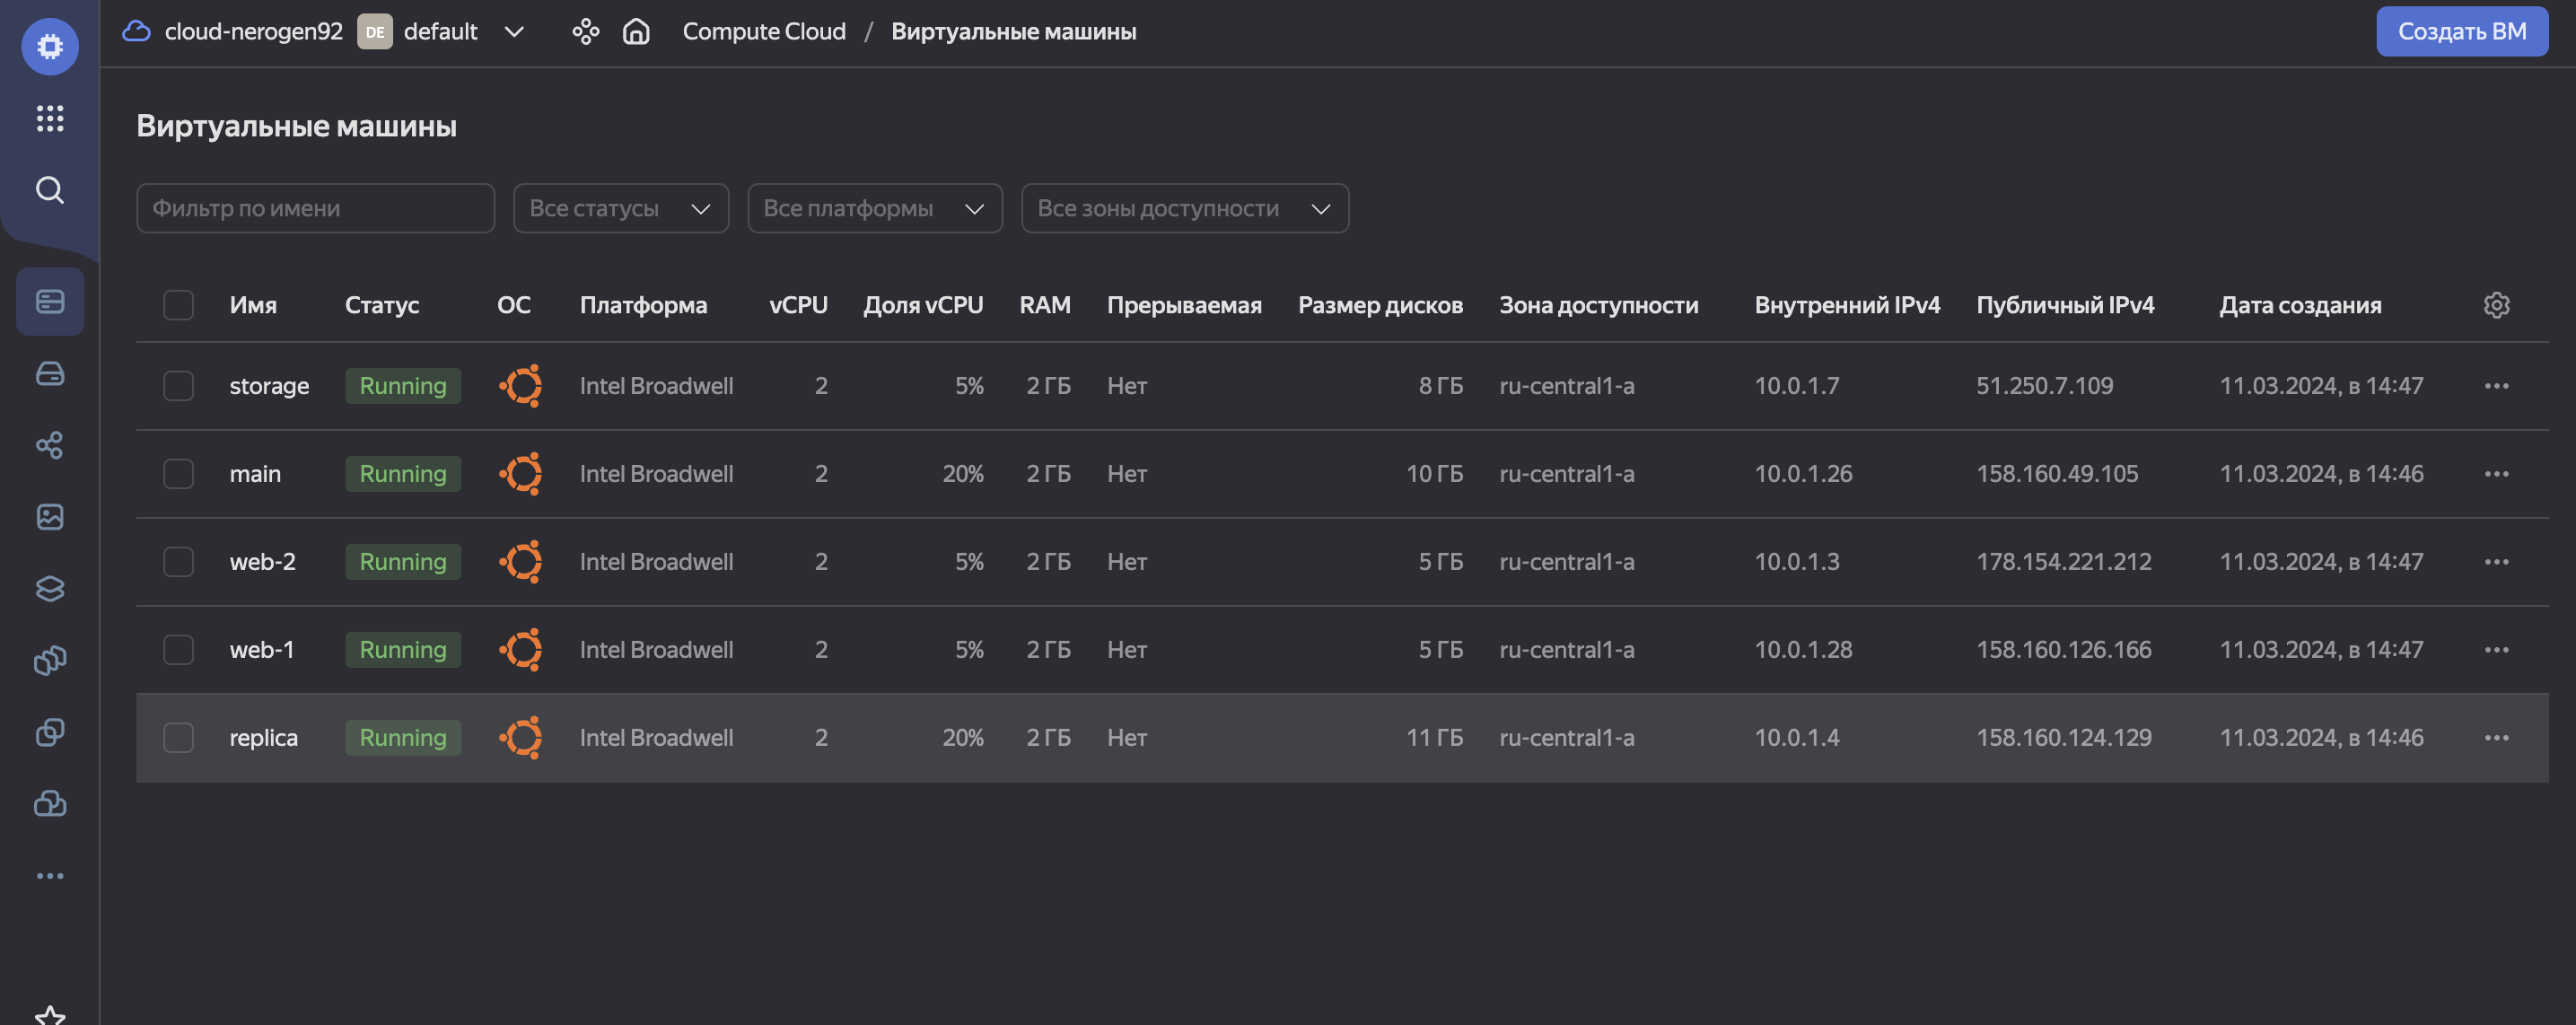 cloud-nerogen92 DE default Compute Cloud / Виртуальные машины Создать ВМ
Виртуальные машины
Фильтр по имени Все статусы Все платформы Все зоны доступности
Имя Статус ОС Платформа vCPU Доля vCPU RAM Прерываемая Размер дисков Зона доступности Внутренний IPv4 Публичный IPv4 Дата создания
storage Running Intel Broadwell 2 5% 2 ГБ Нет 8 ГБ ru-central1-a 10.0.1.7 51.250.7.109 11.03.2024, в 14:47
main Running Intel Broadwell 2 20% 2 ГБ Нет 10 ГБ ru-central1-a 10.0.1.26 158.160.49.105 11.03.2024, в 14:46
web-2 Running Intel Broadwell 2 5% 2 ГБ Нет 5 ГБ ru-central1-a 10.0.1.3 178.154.221.212 11.03.2024, в 14:47
web-1 Running Intel Broadwell 2 5% 2 ГБ Нет 5 ГБ ru-central1-a 10.0.1.28 158.160.126.166 11.03.2024, в 14:47
replica Running Intel Broadwell 2 20% 2 ГБ Нет 11 ГБ ru-central1-a 10.0.1.4 158.160.124.129 11.03.2024, в 14:46